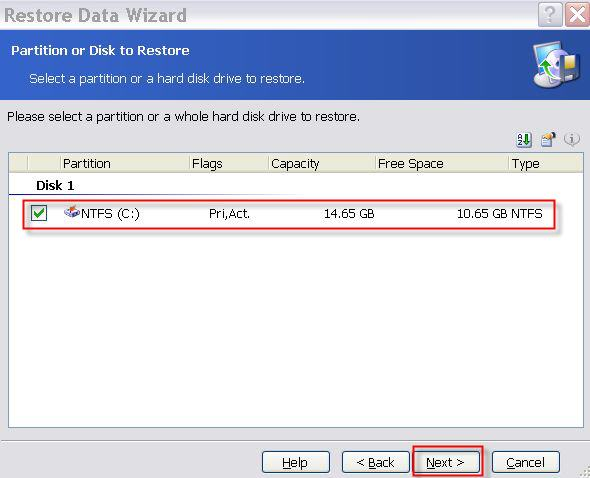 Restore Data Wizard
Partition or Disk to Restore
Select a partition or a hard disk drive to restore.
Please select a partition or a whole hard disk drive to restore.
Partition Flags Capacity Free Space Type
Disk 1
NTFS (C:) Pri,Act. 14.65 GB 10.65 GB NTFS
Help < Back Next > Cancel